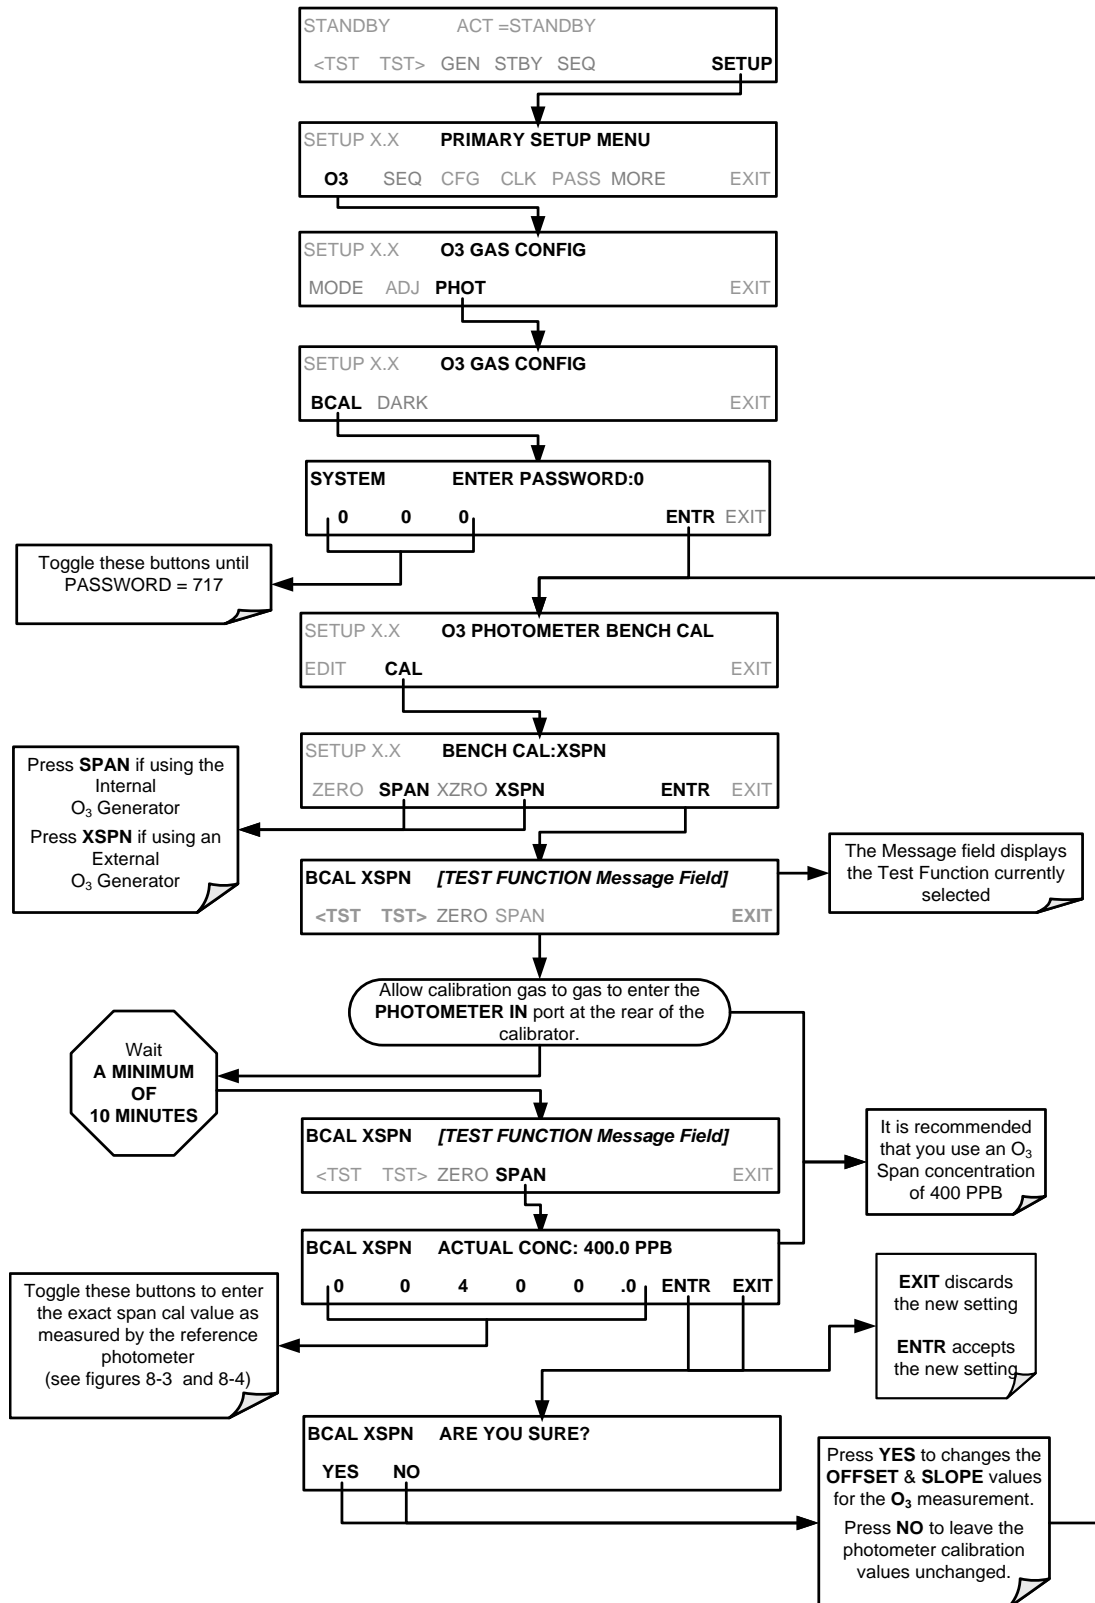 STANDBY ACT =STANDBY
<TST TST> GEN STBY SEQ SETUP
SETUP X.X PRIMARY SETUP MENU
O3 SEQ CFG CLK PASS MORE EXIT
SETUP X.X O3 GAS CONFIG
MODE ADJ PHOT EXIT
SETUP X.X O3 GAS CONFIG
BCAL DARK EXIT
SYSTEM ENTER PASSWORD:0
0 0 0 ENTR EXIT
Toggle these buttons until
PASSWORD = 717
SETUP X.X O3 PHOTOMETER BENCH CAL
EDIT CAL EXIT
SETUP X.X BENCH CAL:XSPN
ZERO SPAN XZRO XSPN ENTR EXIT
Press SPAN if using the
Internal
O₃ Generator
Press XSPN if using an
External
O₃ Generator
BCAL XSPN [TEST FUNCTION Message Field]
<TST TST> ZERO SPAN EXIT
The Message field displays
the Test Function currently
selected
Allow calibration gas to gas to enter the
PHOTOMETER IN port at the rear of the
calibrator.
Wait
A MINIMUM
OF
10 MINUTES
BCAL XSPN [TEST FUNCTION Message Field]
<TST TST> ZERO SPAN EXIT
It is recommended
that you use an O₃
Span concentration
of 400 PPB
BCAL XSPN ACTUAL CONC: 400.0 PPB
0 0 4 0 0 .0 ENTR EXIT
Toggle these buttons to enter
the exact span cal value as
measured by the reference
photometer
(see figures 8-3 and 8-4)
EXIT discards
the new setting
ENTR accepts
the new setting
BCAL XSPN ARE YOU SURE?
YES NO
Press YES to changes the
OFFSET & SLOPE values
for the O₃ measurement.
Press NO to leave the
photometer calibration
values unchanged.